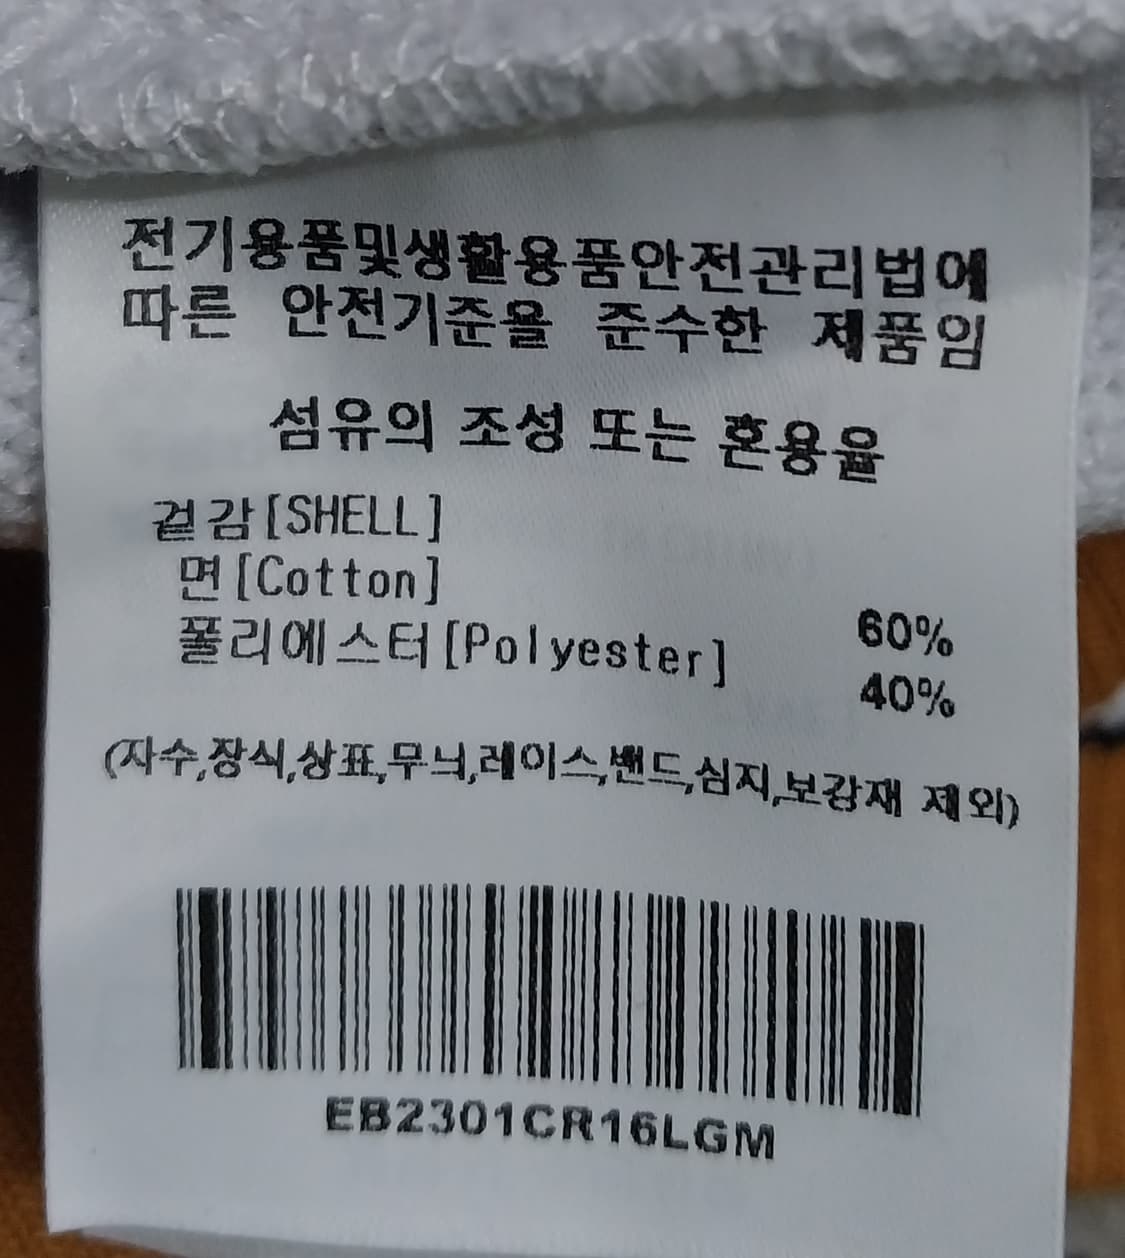 전기용품및생활용품안전관리법에
따른 안전기준을 준수한 제품임
섬유의 조성 또는 혼용율
겉감[SHELL]
면[Cotton] 60%
폴리에스터[Polyester] 40%
(자수,장식,상표,무늬,레이스,밴드,심지,보강재 제외)
EB2301CR16LGM